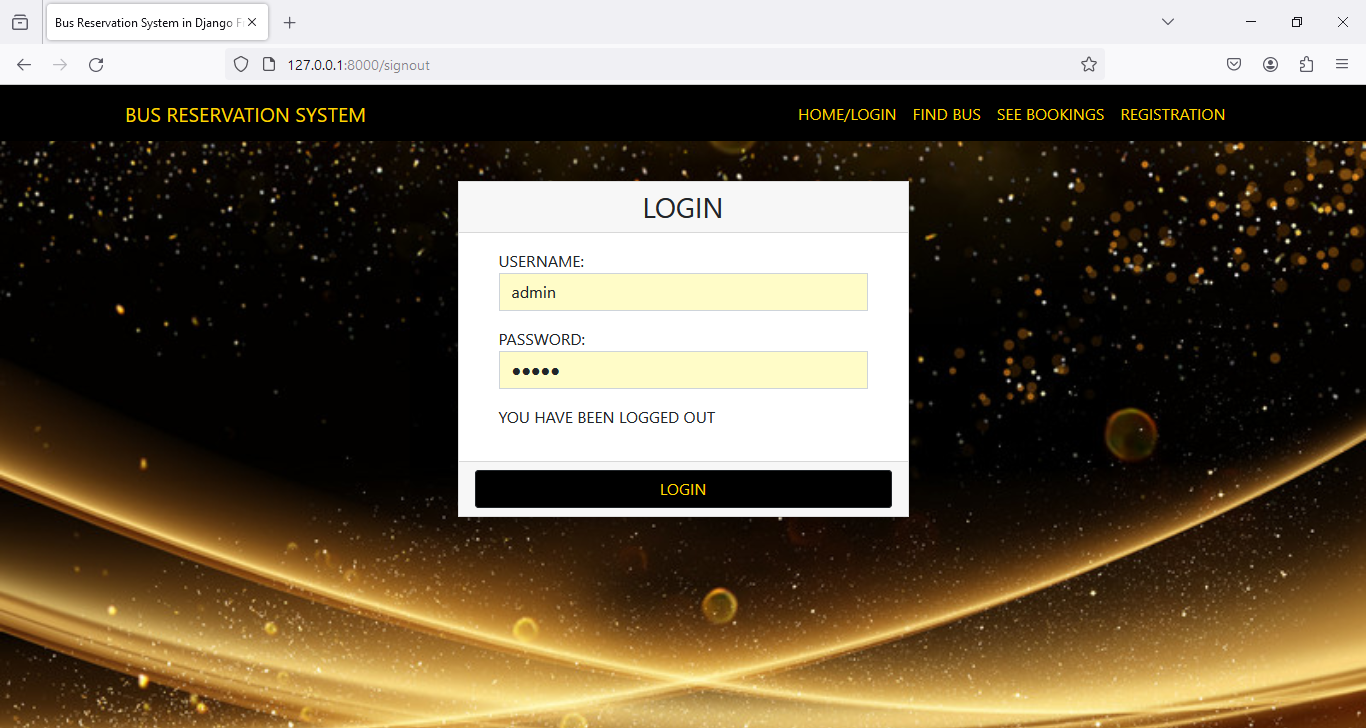 Bus Reservation System in Django F
127.0.0.1:8000/signout
BUS RESERVATION SYSTEM
HOME/LOGIN FIND BUS SEE BOOKINGS REGISTRATION
LOGIN
USERNAME:
admin
PASSWORD:
●●●●●
YOU HAVE BEEN LOGGED OUT
LOGIN